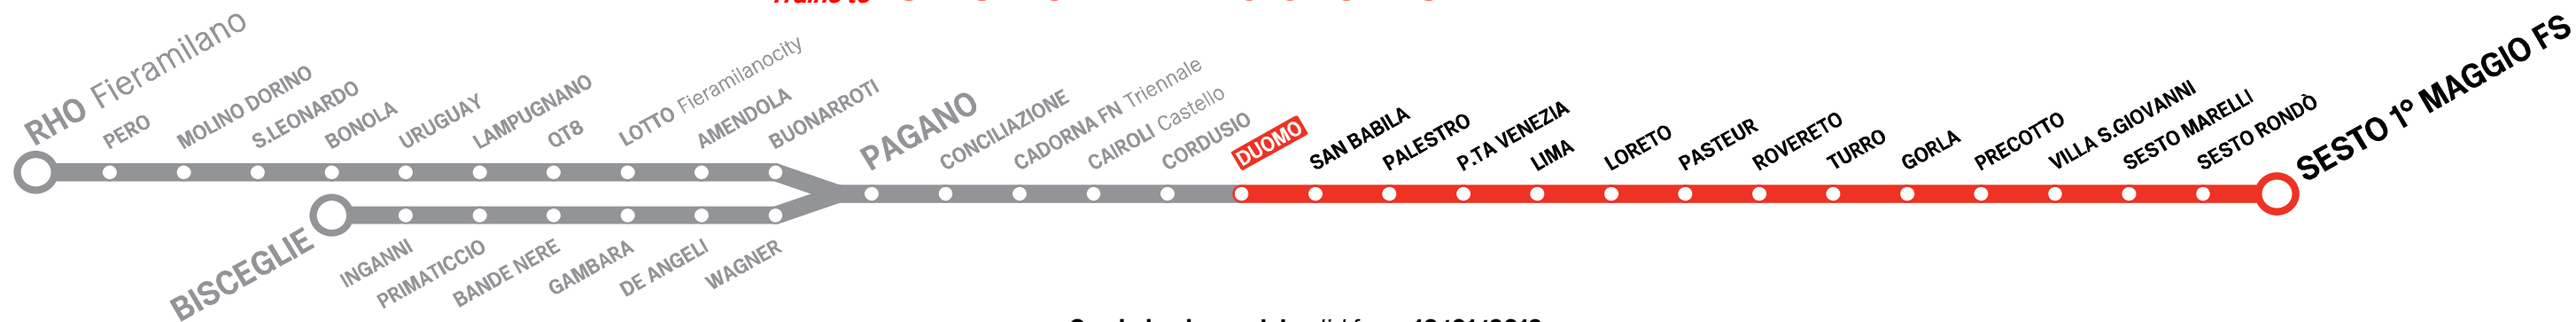 Trains to
RHO Fieramilano
PERO
MOLINO DORINO
S.LEONARDO
BONOLA
URUGUAY
LAMPUGNANO
QT8
LOTTO Fieramilanocity
AMENDOLA
BUONARROTI
PAGANO
CONCILIAZIONE
CADORNA FN Triennale
CAIROLI Castello
CORDUSIO
DUOMO
SAN BABILA
PALESTRO
P.TA VENEZIA
LIMA
LORETO
PASTEUR
ROVERETO
TURRO
GORLA
PRECOTTO
VILLA S.GIOVANNI
SESTO MARELLI
SESTO RONDÒ
SESTO 1° MAGGIO FS
BISCEGLIE
INGANNI
PRIMATICCIO
BANDE NERE
GAMBARA
DE ANGELI
WAGNER